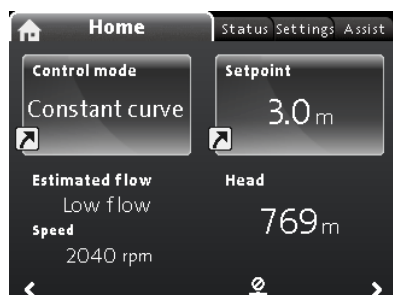 Home Status Settings Assist
Control mode Setpoint
Constant curve 3.0 m
Estimated flow Head
Low flow 769 m
Speed
2040 rpm